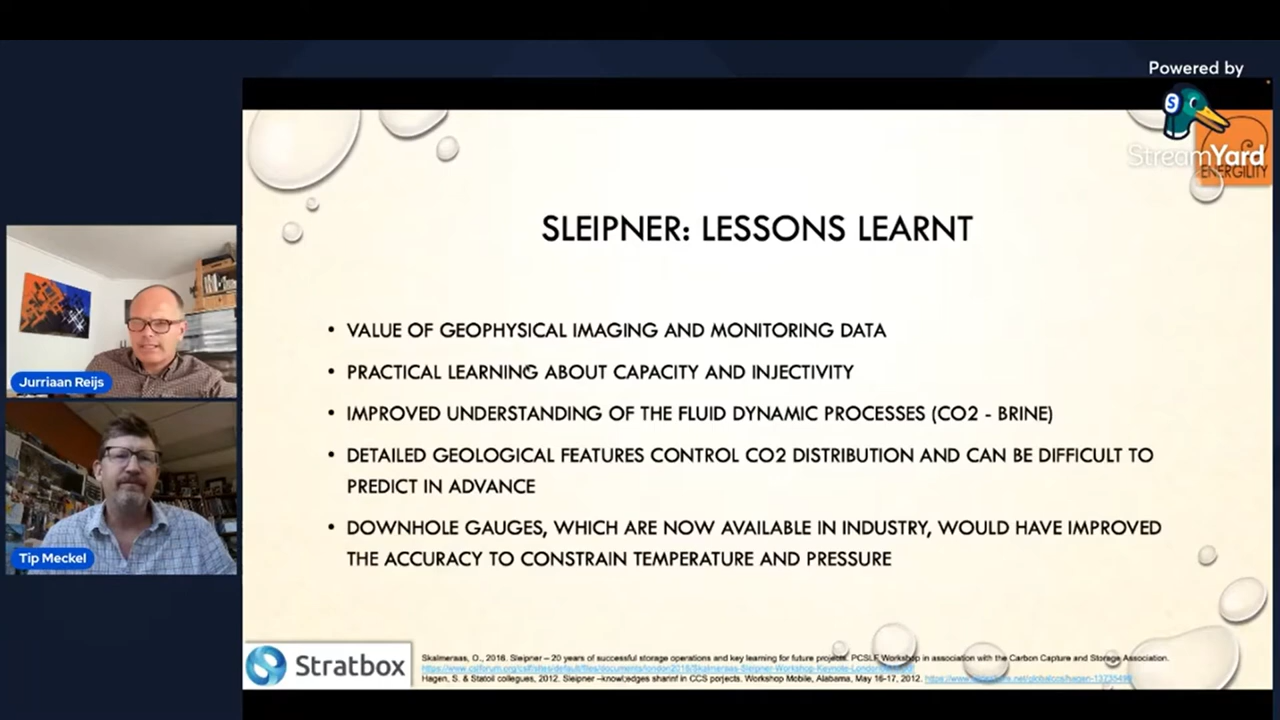 Powered by
StreamYard
ENERGILITY
SLEIPNER: LESSONS LEARNT
• VALUE OF GEOPHYSICAL IMAGING AND MONITORING DATA
• PRACTICAL LEARNING ABOUT CAPACITY AND INJECTIVITY
• IMPROVED UNDERSTANDING OF THE FLUID DYNAMIC PROCESSES (CO2 - BRINE)
• DETAILED GEOLOGICAL FEATURES CONTROL CO2 DISTRIBUTION AND CAN BE DIFFICULT TO
PREDICT IN ADVANCE
• DOWNHOLE GAUGES, WHICH ARE NOW AVAILABLE IN INDUSTRY, WOULD HAVE IMPROVED
THE ACCURACY TO CONSTRAIN TEMPERATURE AND PRESSURE
Jurriaan Reijs
Tip Meckel
Stratbox
Skalmeraas, O., 2016. Sleipner – 20 years of successful storage operations and key learning for future projects. Workshop in association with the Carbon Capture and Storage Association.
Hagen, S. & Statoil collegues, 2012. Sleipner –knowledges sharinf in CCS porjects. Workshop Mobile, Alabama, May 16-17, 2012.